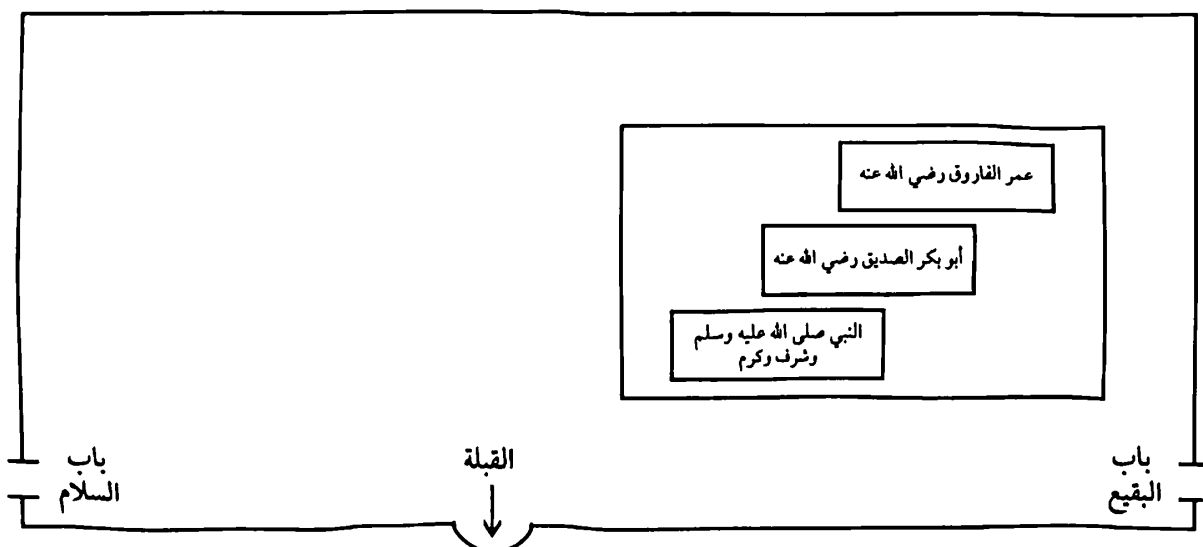 عمر الفاروق رضي الله عنه
أبو بكر الصديق رضي الله عنه
النبي صلى الله عليه وسلم
وشرف وكرم
باب
البقيع
القبلة
باب
السلام